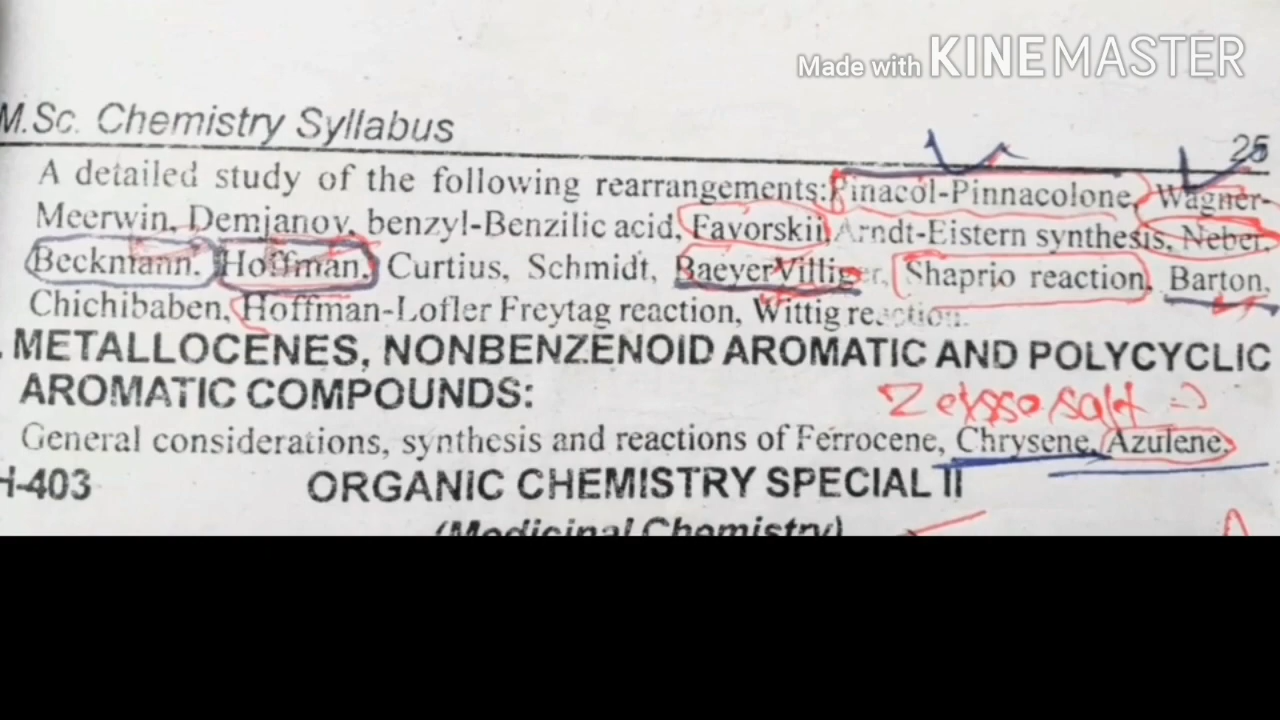 Made with KINEMASTER
M.Sc. Chemistry Syllabus 25
A detailed study of the following rearrangements: Pinacol-Pinnacolone, Wagner-
Meerwin, Demjanov, benzyl-Benzilic acid, Favorskii, Arndt-Eistern synthesis, Neber,
Beckmann, Hoffman, Curtius, Schmidt, Baeyer Villiger, Shaprio reaction, Barton,
Chichibaben, Hoffman-Lofler Freytag reaction, Wittig reaction.
METALLOCENES, NONBENZENOID AROMATIC AND POLYCYCLIC
AROMATIC COMPOUNDS:
salt
General considerations, synthesis and reactions of Ferrocene, Chrysene, Azulene,
H-403 ORGANIC CHEMISTRY SPECIAL II
(Medicinal Chemistry)